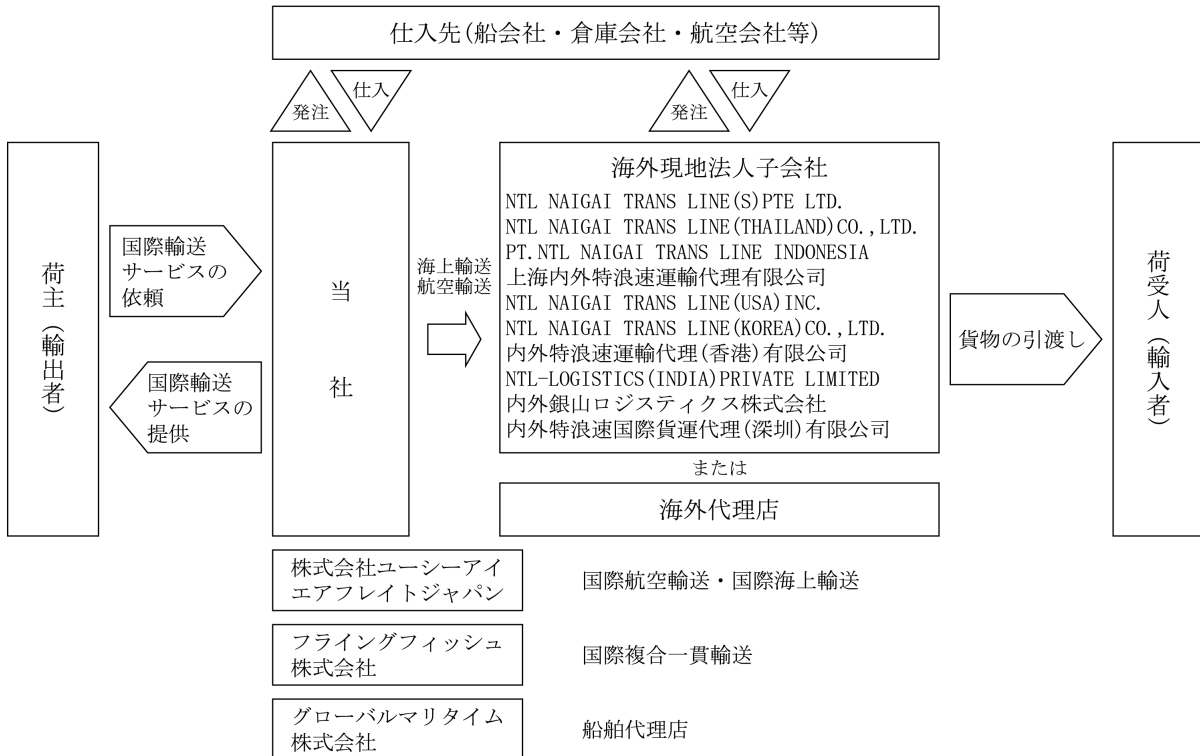 仕入先(船会社・倉庫会社・航空会社等)
発注
仕入
発注
仕入
荷主（輸出者）
国際輸送
サービスの
依頼
国際輸送
サービスの
提供
当社
海上輸送
航空輸送
海外現地法人子会社
NTL NAIGAI TRANS LINE(S)PTE LTD.
NTL NAIGAI TRANS LINE(THAILAND)CO.,LTD.
PT.NTL NAIGAI TRANS LINE INDONESIA
上海内外特浪速運輸代理有限公司
NTL NAIGAI TRANS LINE(USA)INC.
NTL NAIGAI TRANS LINE(KOREA)CO.,LTD.
内外特浪速運輸代理(香港)有限公司
NTL-LOGISTICS(INDIA)PRIVATE LIMITED
内外銀山ロジスティクス株式会社
内外特浪速国際貨運代理(深圳)有限公司
または
海外代理店
貨物の引渡し
荷受人（輸入者）
株式会社ユーシーアイ
エアフレイトジャパン
国際航空輸送・国際海上輸送
フライングフィッシュ
株式会社
国際複合一貫輸送
グローバルマリタイム
株式会社
船舶代理店